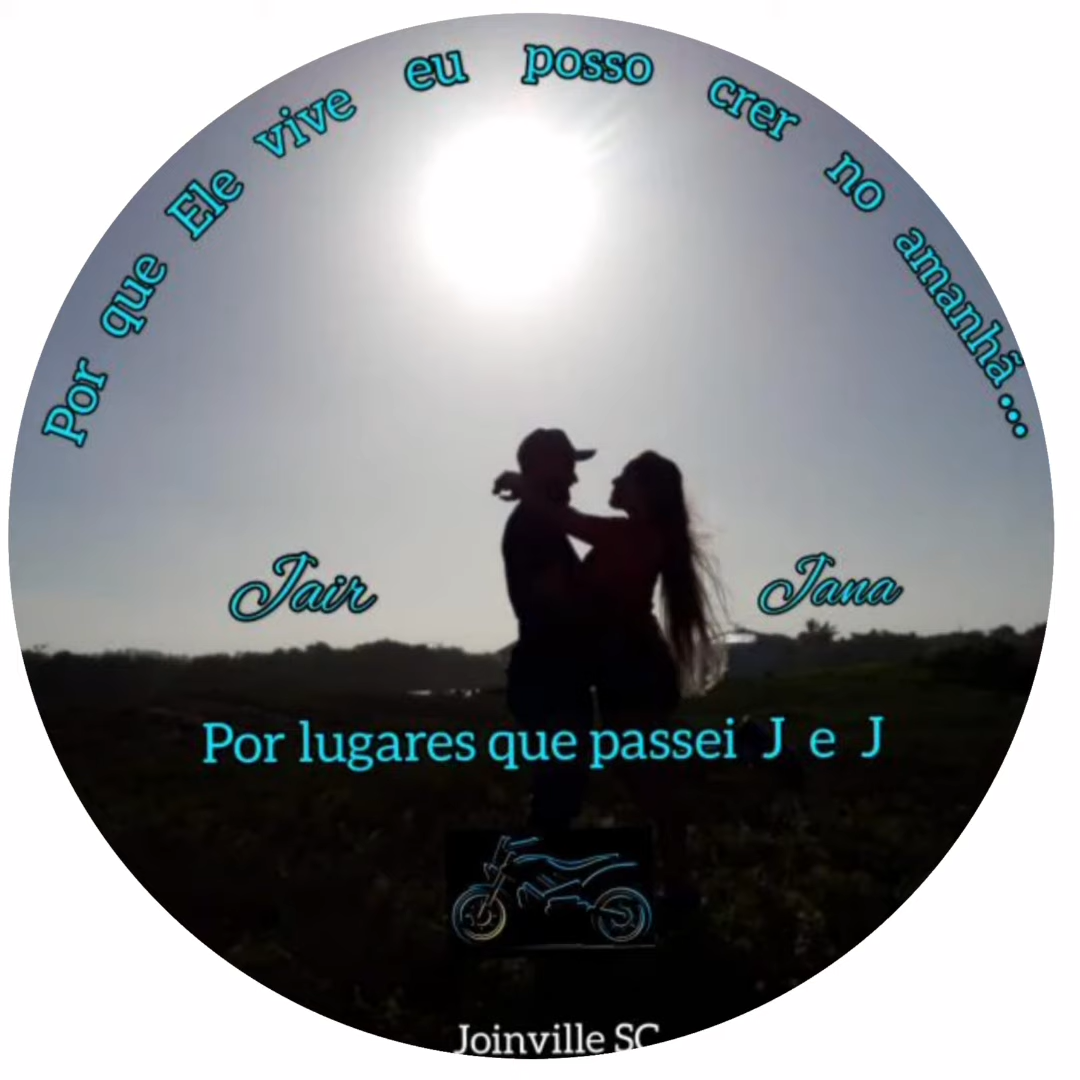 Por que Ele vive eu posso crer no amanhã...
Jair
Jana
Por lugares que passei J e J
Joinville SC